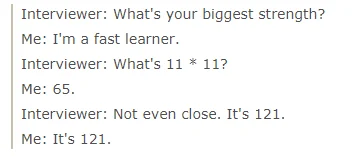 Interviewer: What's your biggest strength?
Me: I'm a fast learner.
Interviewer: What's 11 * 11?
Me: 65.
Interviewer: Not even close. It's 121.
Me: It's 121.